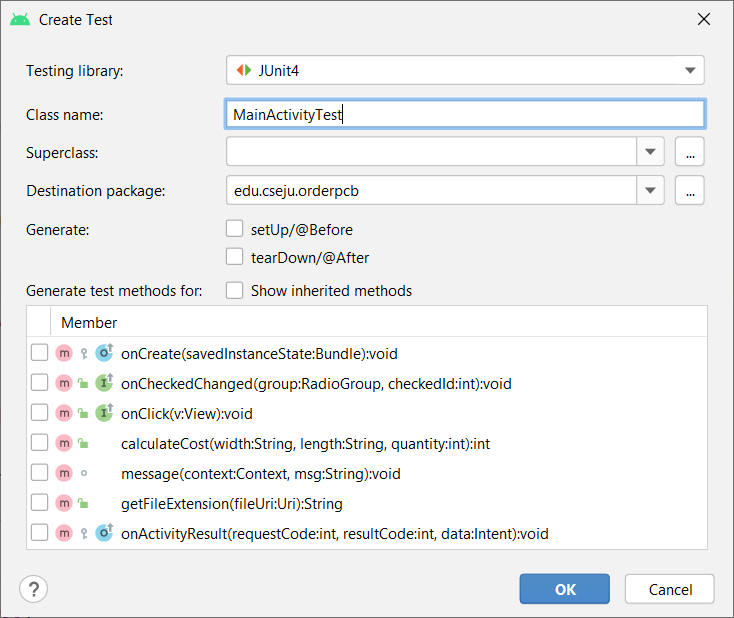 Create Test
Testing library: JUnit4
Class name: MainActivityTest
Superclass: ...
Destination package: edu.cseju.orderpcb ...
Generate: setUp/@Before
tearDown/@After
Generate test methods for: Show inherited methods
Member
m onCreate(savedInstanceState:Bundle):void
m I onCheckedChanged(group:RadioGroup, checkedId:int):void
m I onClick(v:View):void
m calculateCost(width:String, length:String, quantity:int):int
m message(context:Context, msg:String):void
m getFileExtension(fileUri:Uri):String
m onActivityResult(requestCode:int, resultCode:int, data:Intent):void
? OK Cancel